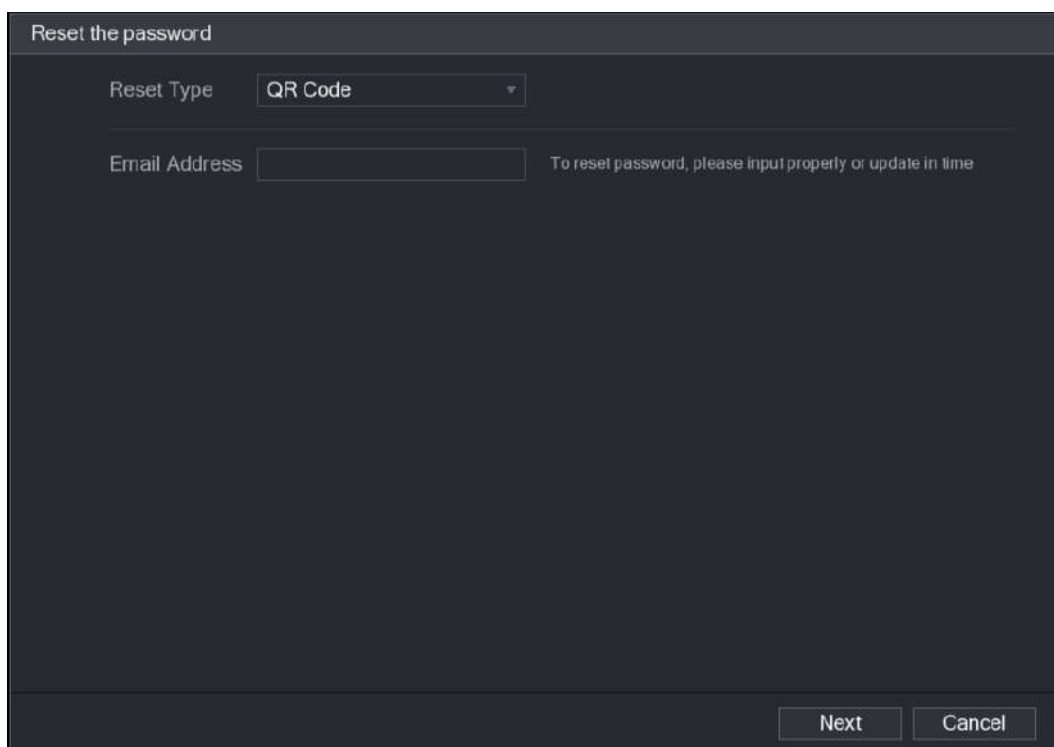 Reset the password
Reset Type QR Code
Email Address To reset password, please input properly or update in time
Next Cancel